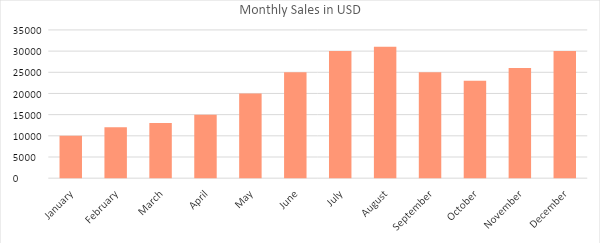 Monthly Sales in USD
35000
30000
25000
20000
15000
10000
5000
0
January
February
March
April
May
June
July
August
September
October
November
December